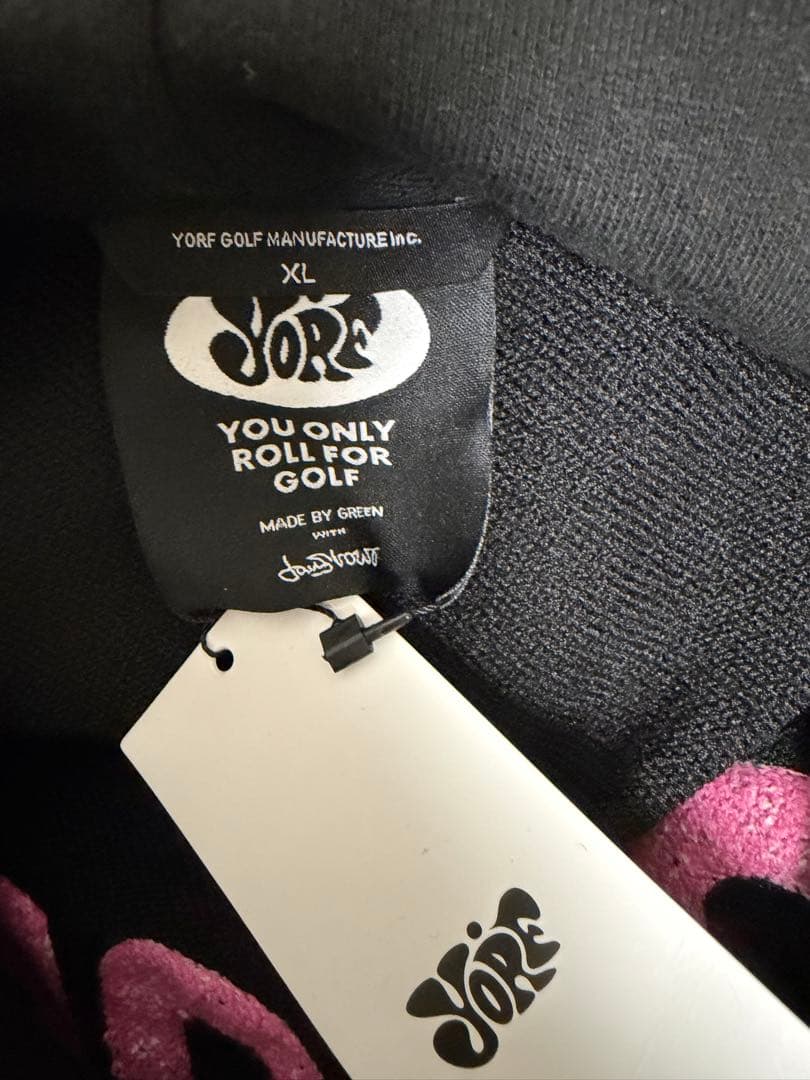 YORF GOLF MANUFACTURE Inc.
XL
YORF
YOU ONLY
ROLL FOR
GOLF
MADE BY GREEN
WITH
YORF